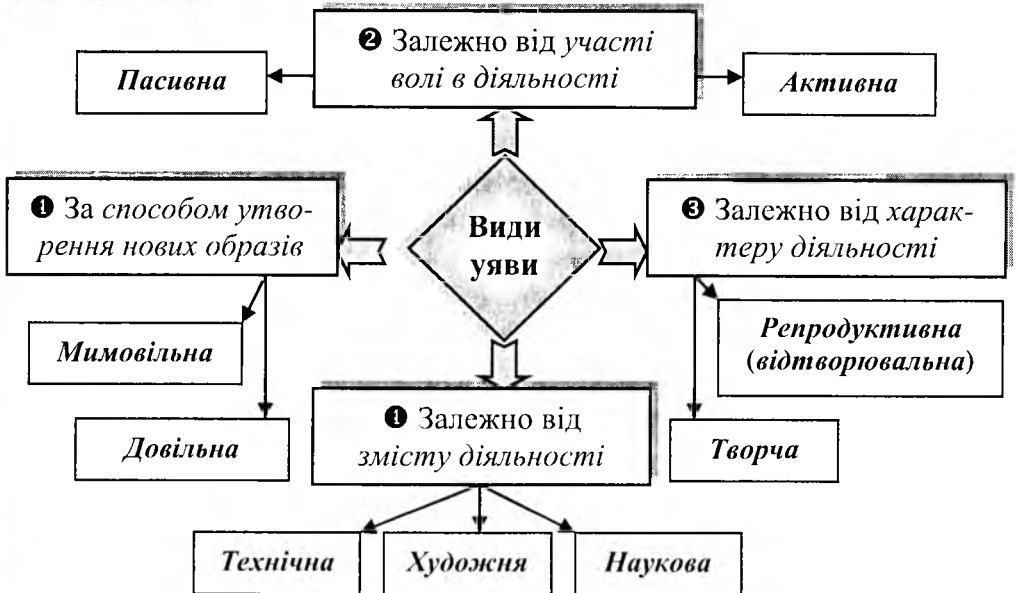 ❷ Залежно від участі
волі в діяльності
Пасивна
Активна
❶ За способом утво-
рення нових образів
Види
уяви
❸ Залежно від харак-
теру діяльності
Мимовільна
Довільна
Репродуктивна
(відтворювальна)
Творча
❶ Залежно від
змісту діяльності
Технічна
Художня
Наукова